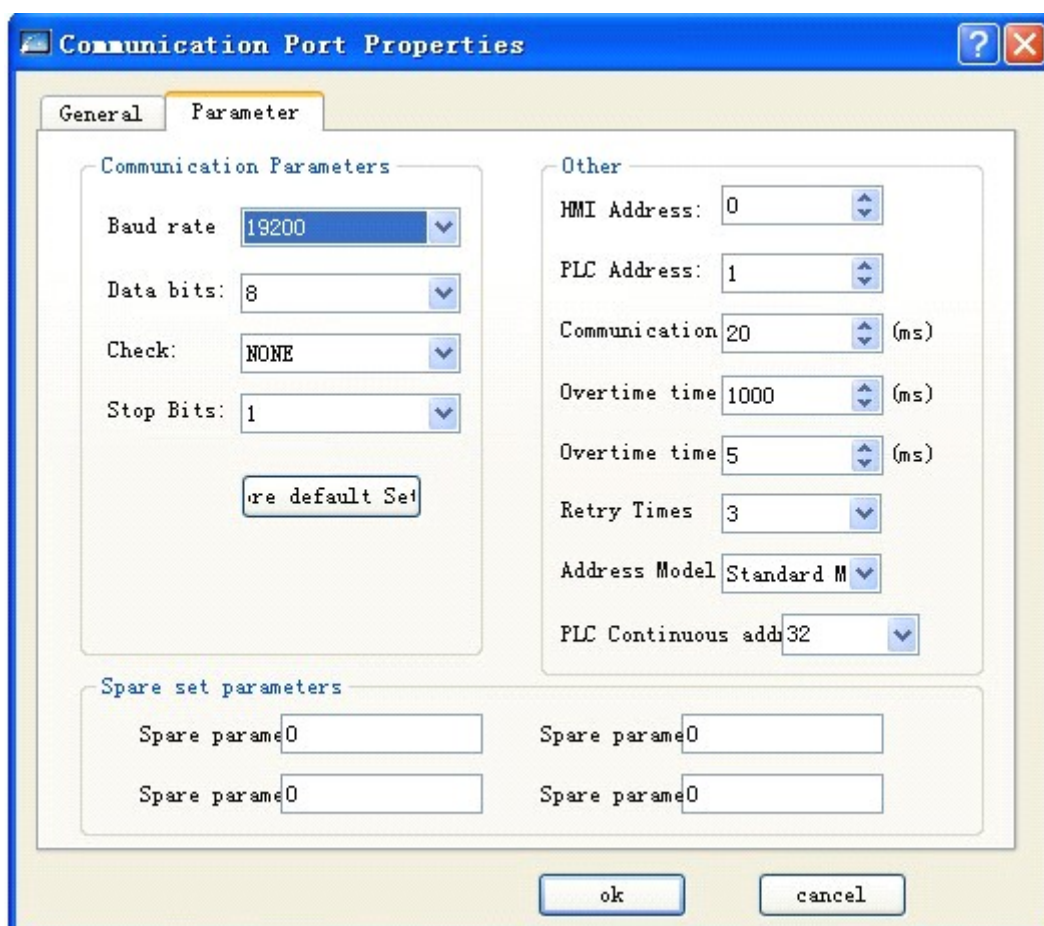 Communication Port Properties
General
Parameter
Communication Parameters
Baud rate 19200
Data bits: 8
Check: NONE
Stop Bits: 1
re default Set
Other
HMI Address: 0
PLC Address: 1
Communication 20 (ms)
Overtime time 1000 (ms)
Overtime time 5 (ms)
Retry Times 3
Address Model Standard M
PLC Continuous add 32
Spare set parameters
Spare parame 0
Spare parame 0
Spare parame 0
Spare parame 0
ok
cancel